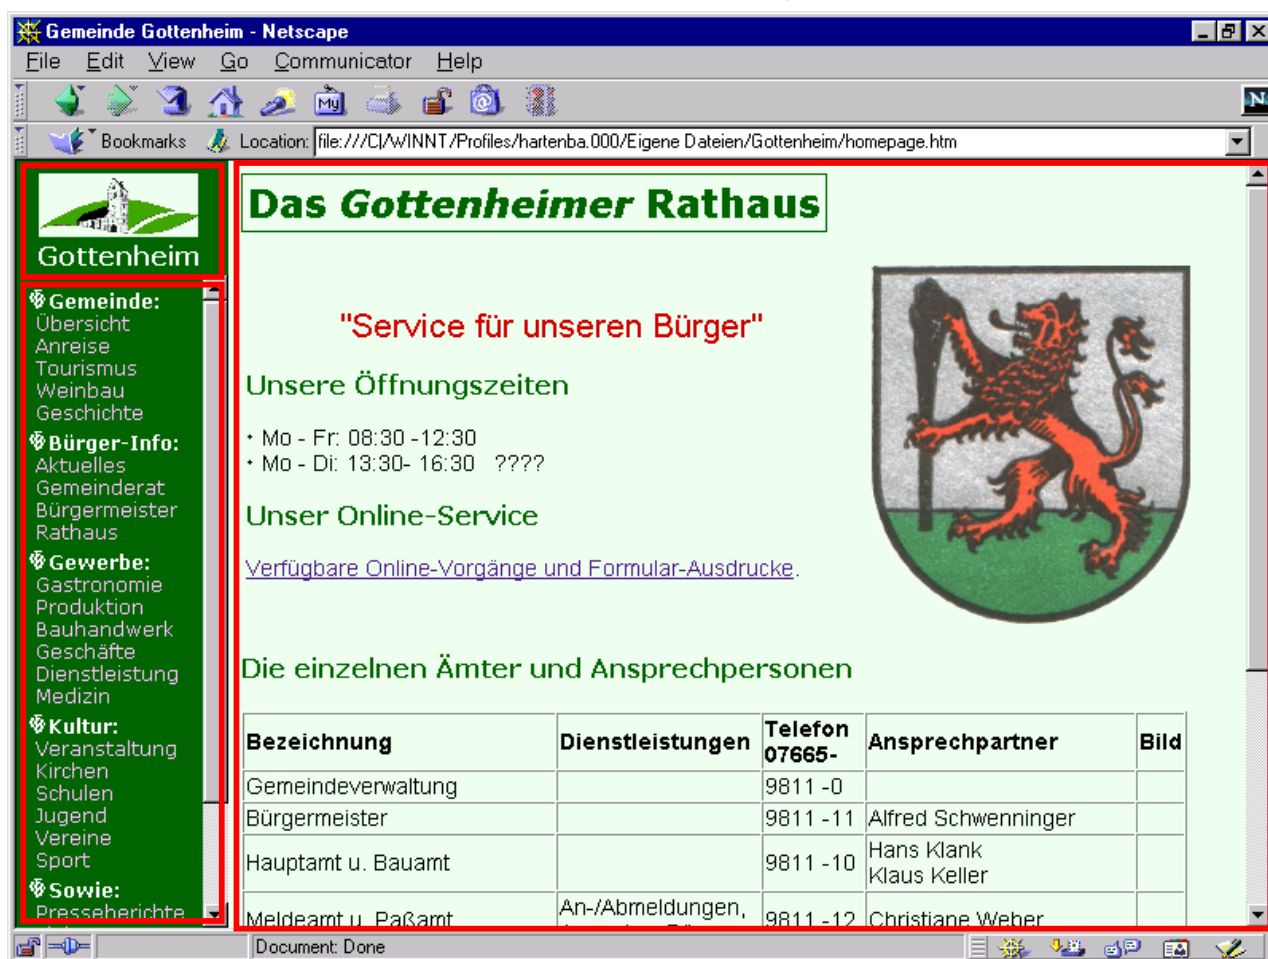 Gemeinde Gottenheim - Netscape
File Edit View Go Communicator Help
My
N
Bookmarks Location: file:///C|/WINNT/Profiles/hartenba.000/Eigene Dateien/Gottenheim/homepage.htm
Gottenheim
Gemeinde:
Übersicht
Anreise
Tourismus
Weinbau
Geschichte
Bürger-Info:
Aktuelles
Gemeinderat
Bürgermeister
Rathaus
Gewerbe:
Gastronomie
Produktion
Bauhandwerk
Geschäfte
Dienstleistung
Medizin
Kultur:
Veranstaltung
Kirchen
Schulen
Jugend
Vereine
Sport
Sowie:
Presseberichte
Das Gottenheimer Rathaus
"Service für unseren Bürger"
Unsere Öffnungszeiten
• Mo - Fr: 08:30 -12:30
• Mo - Di: 13:30- 16:30 ????
Unser Online-Service
Verfügbare Online-Vorgänge und Formular-Ausdrucke.
Die einzelnen Ämter und Ansprechpersonen
Bezeichnung Dienstleistungen Telefon 07665- Ansprechpartner Bild
Gemeindeverwaltung 9811 -0
Bürgermeister 9811 -11 Alfred Schwenninger
Hauptamt u. Bauamt 9811 -10 Hans Klank
Klaus Keller
Meldeamt u. Paßamt An-/Abmeldungen, 9811 -12 Christiane Weber
Document: Done